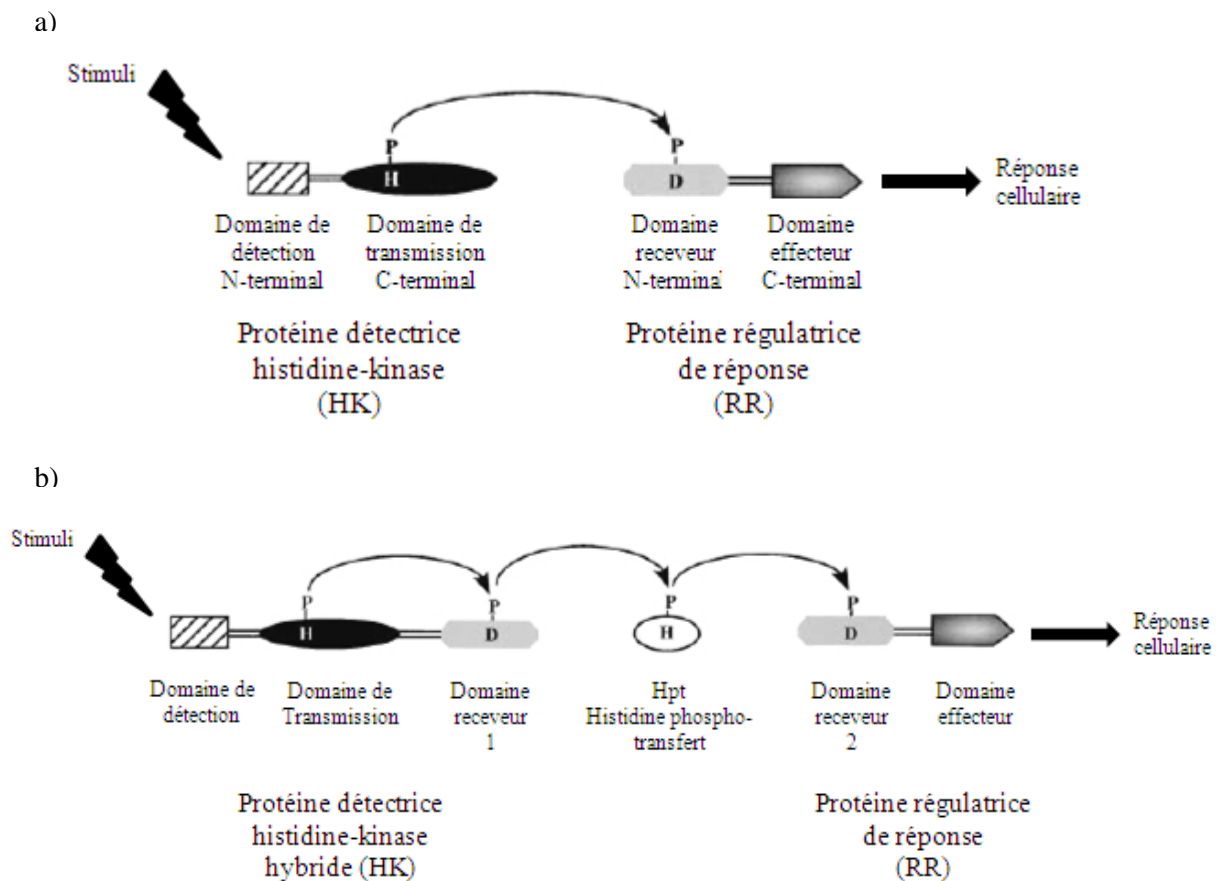 a)
Stimuli
P
H
P
D
Réponse
cellulaire
Domaine de
détection
N-terminal
Domaine de
transmission
C-terminal
Domaine
receveur
N-terminal
Domaine
effecteur
C-terminal
Protéine détectrice
histidine-kinase
(HK)
Protéine régulatrice
de réponse
(RR)
b)
Stimuli
P
H
P
D
P
H
P
D
Réponse
cellulaire
Domaine de
détection
Domaine de
Transmission
Domaine
receveur
1
Hpt
Histidine phospho-
transfert
Domaine
receveur
2
Domaine
effecteur
Protéine détectrice
histidine-kinase
hybride (HK)
Protéine régulatrice
de réponse
(RR)